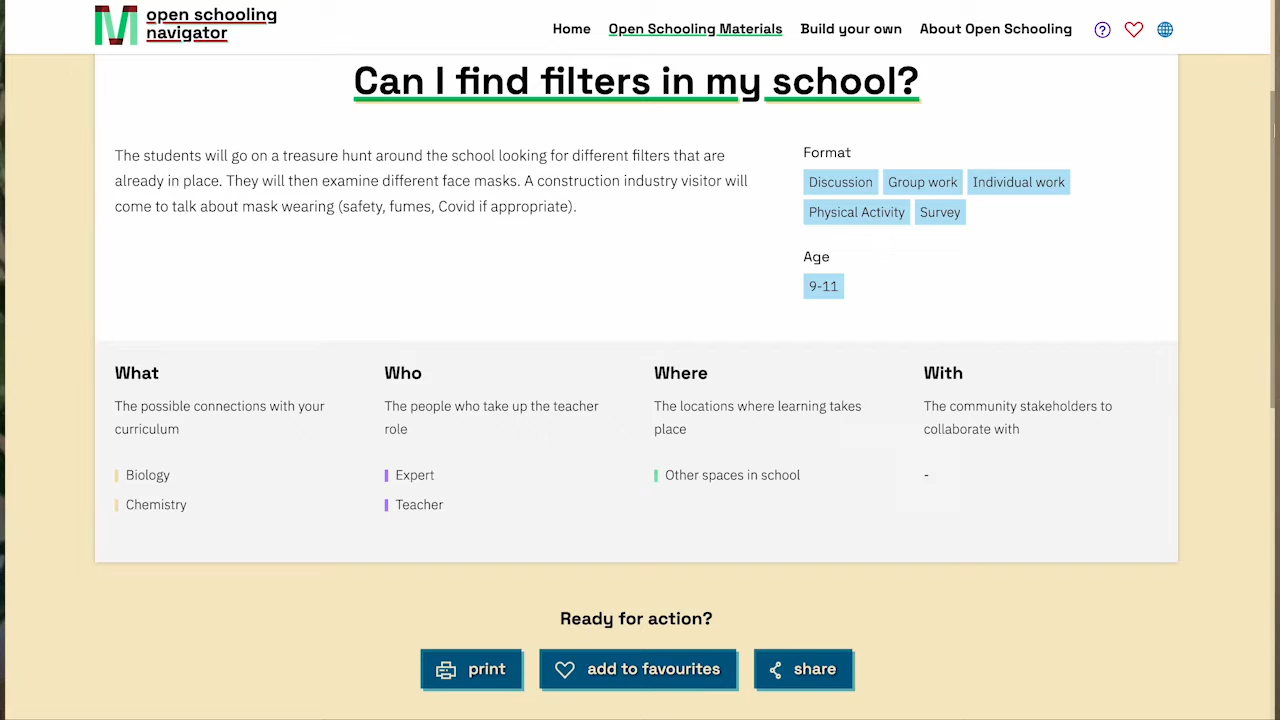 open schooling
navigator
Home Open Schooling Materials Build your own About Open Schooling ?
Can I find filters in my school?
The students will go on a treasure hunt around the school looking for different filters that are
already in place. They will then examine different face masks. A construction industry visitor will
come to talk about mask wearing (safety, fumes, Covid if appropriate).
Format
Discussion Group work Individual work
Physical Activity Survey
Age
9-11
What
The possible connections with your
curriculum
Biology
Chemistry
Who
The people who take up the teacher
role
Expert
Teacher
Where
The locations where learning takes
place
Other spaces in school
With
The community stakeholders to
collaborate with
-
Ready for action?
print add to favourites share